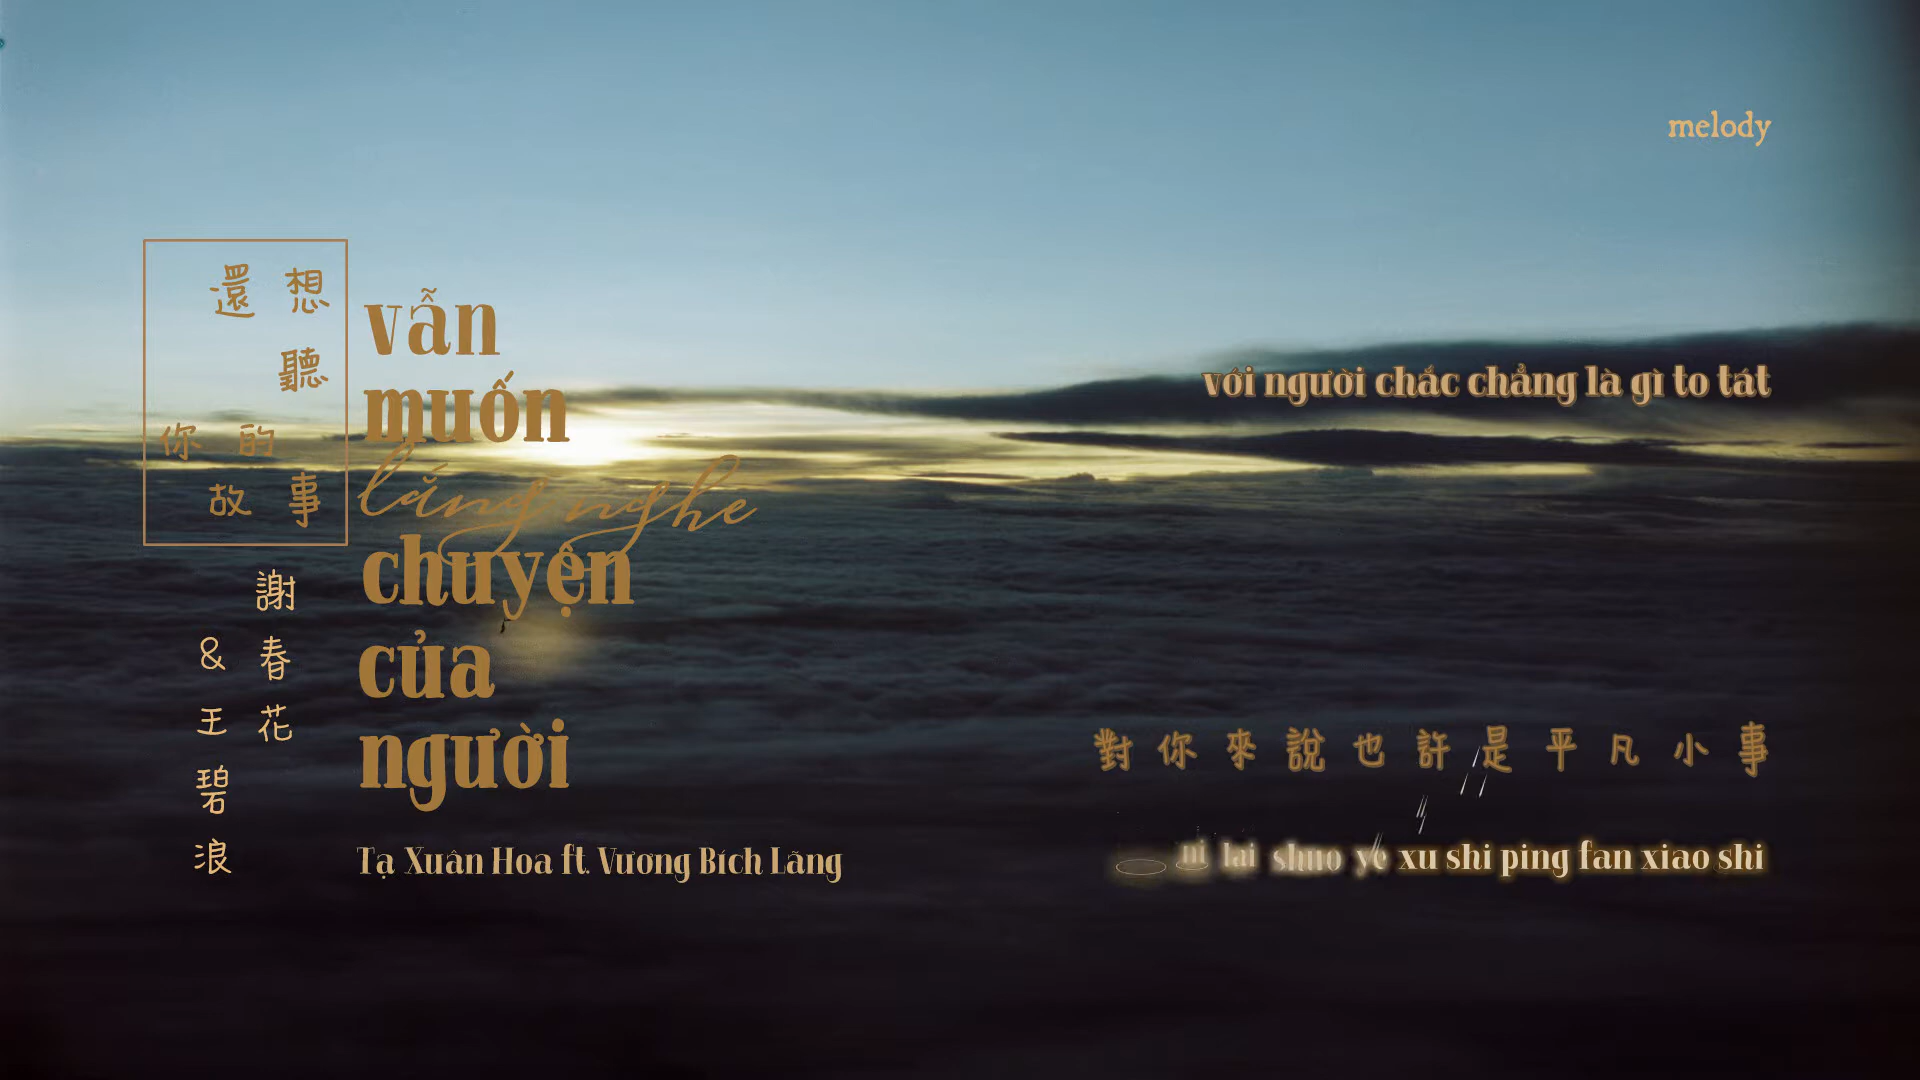 melody
還想
聽
你的
故事
謝春花
&王碧浪
vẫn
muốn
lắng nghe
chuyện
của
người
Tạ Xuân Hoa ft. Vương Bích Lãng
với người chắc chẳng là gì to tát
對你來說也許是平凡小事
ni lai shuo ye xu shi ping fan xiao shi